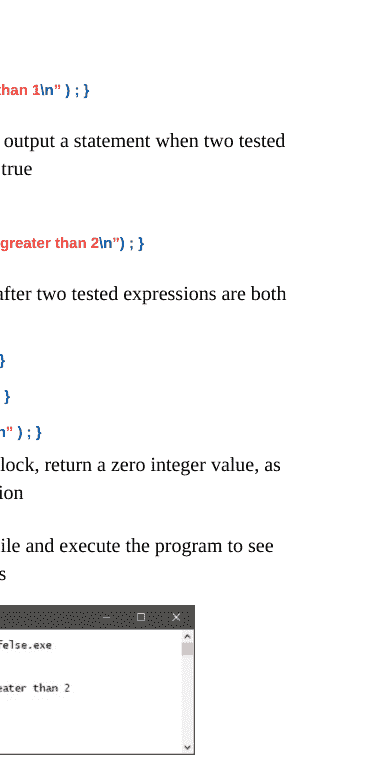 than 1\n” ) ; }
output a statement when two tested
true
greater than 2\n”) ; }
after two tested expressions are both
}
}
n” ) ; }
lock, return a zero integer value, as
ion
ile and execute the program to see
s
felse.exe
eater than 2